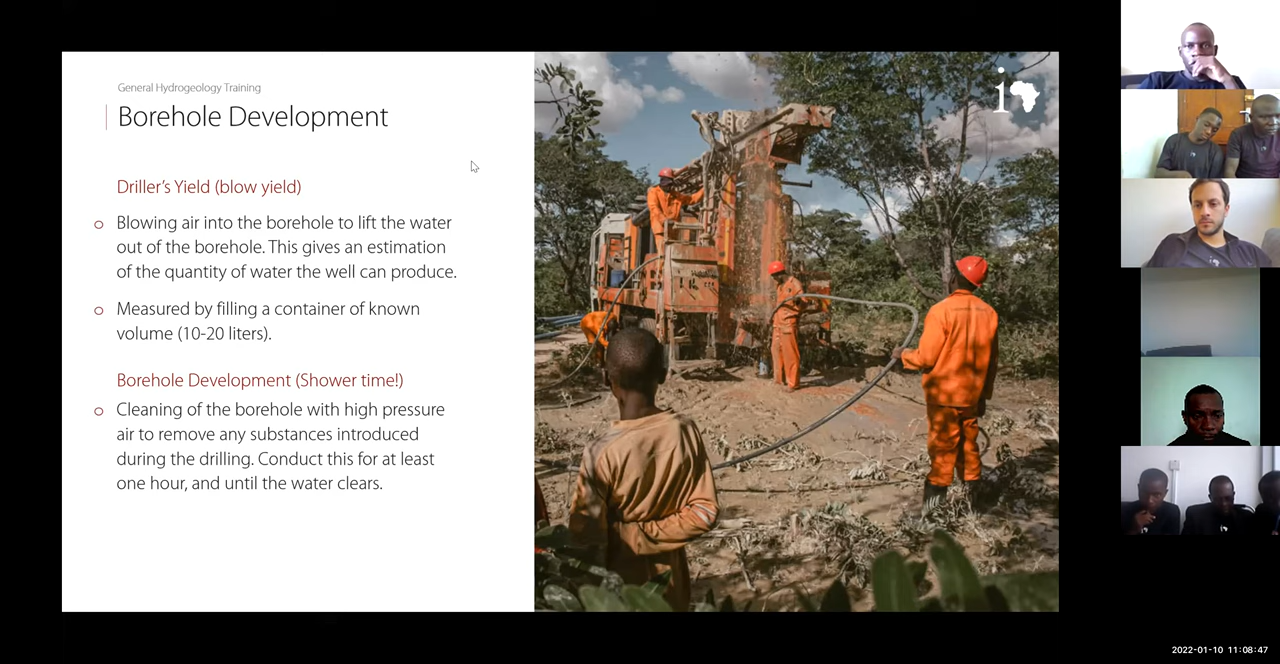 General Hydrogeology Training
Borehole Development
Driller's Yield (blow yield)
o Blowing air into the borehole to lift the water
out of the borehole. This gives an estimation
of the quantity of water the well can produce.
o Measured by filling a container of known
volume (10-20 liters).
Borehole Development (Shower time!)
o Cleaning of the borehole with high pressure
air to remove any substances introduced
during the drilling. Conduct this for at least
one hour, and until the water clears.
i
2022-01-10 11:08:47